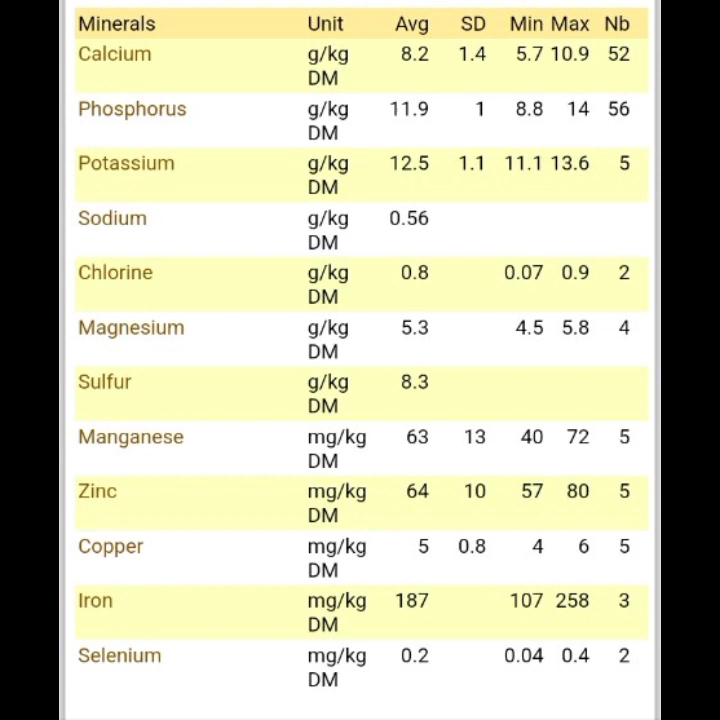 Minerals Unit Avg SD Min Max Nb
Calcium g/kg DM 8.2 1.4 5.7 10.9 52
Phosphorus g/kg DM 11.9 1 8.8 14 56
Potassium g/kg DM 12.5 1.1 11.1 13.6 5
Sodium g/kg DM 0.56
Chlorine g/kg DM 0.8 0.07 0.9 2
Magnesium g/kg DM 5.3 4.5 5.8 4
Sulfur g/kg DM 8.3
Manganese mg/kg DM 63 13 40 72 5
Zinc mg/kg DM 64 10 57 80 5
Copper mg/kg DM 5 0.8 4 6 5
Iron mg/kg DM 187 107 258 3
Selenium mg/kg DM 0.2 0.04 0.4 2